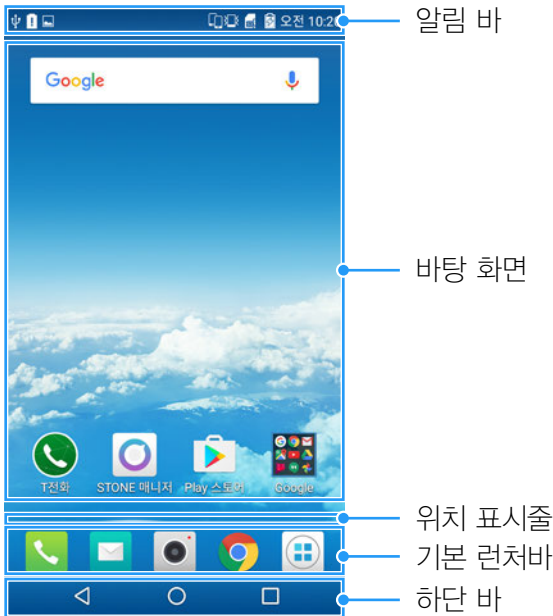 오전 10:20
알림 바
Google
바탕 화면
T전화 STONE 매니저 Play 스토어 Google
위치 표시줄
기본 런처바
하단 바